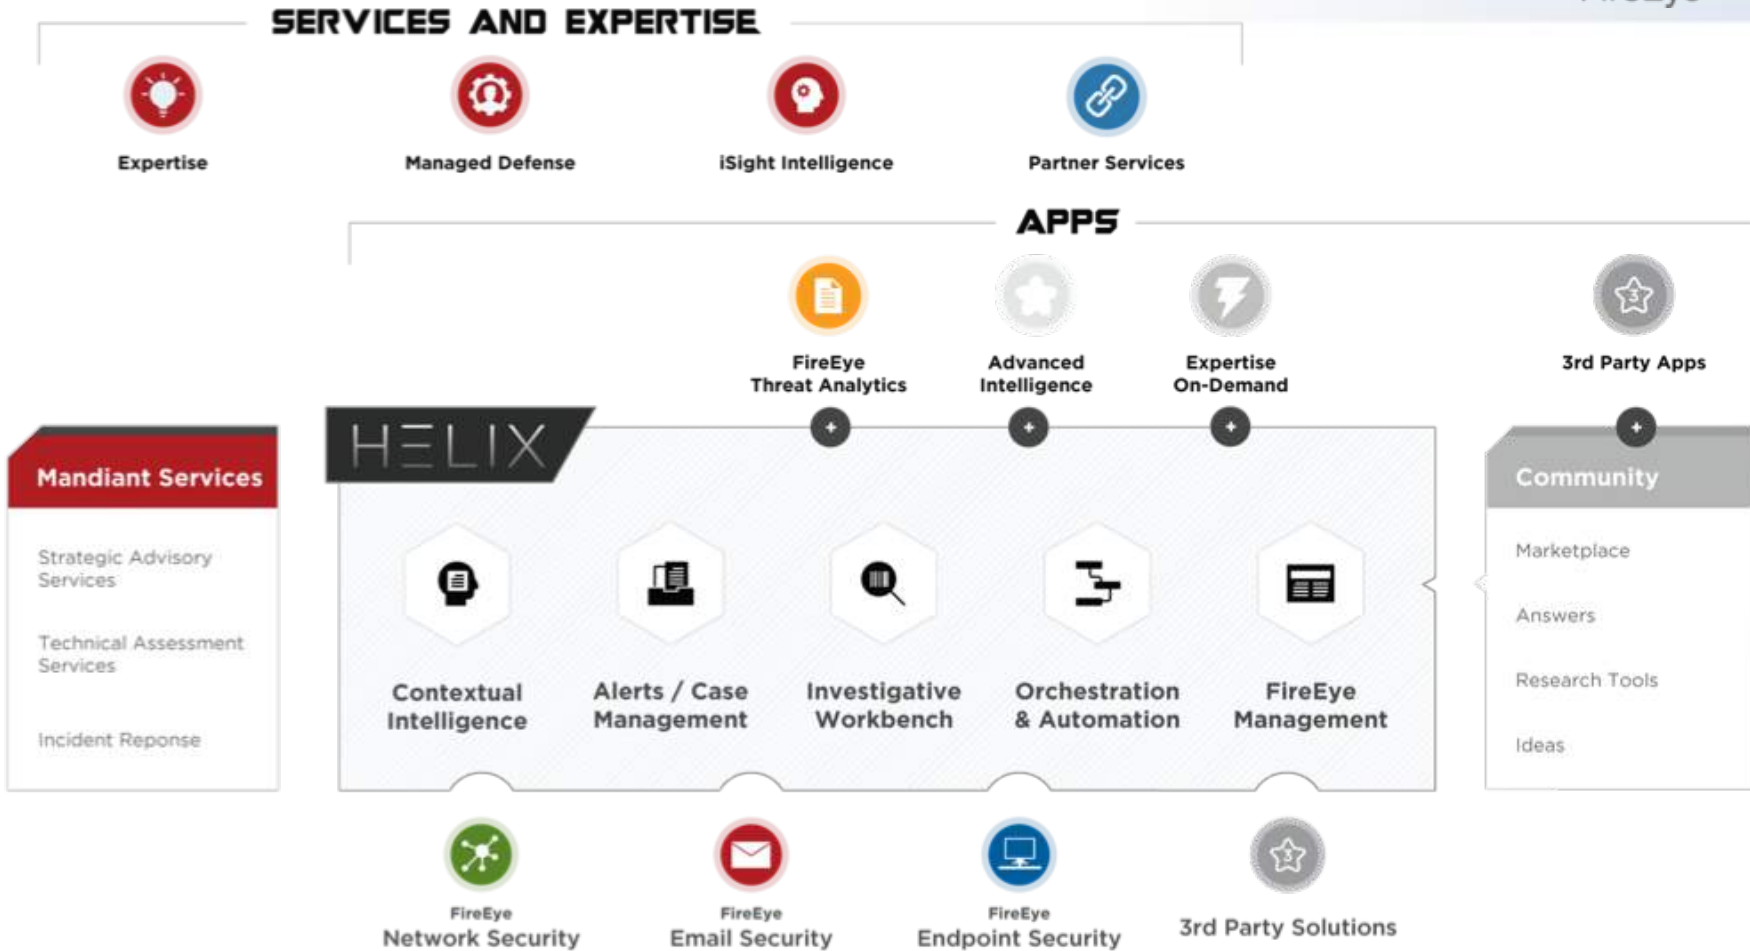 FireEye
SERVICES AND EXPERTISE
Expertise
Managed Defense
iSight Intelligence
Partner Services
APPS
FireEye
Threat Analytics
Advanced
Intelligence
Expertise
On-Demand
3rd Party Apps
+
+
+
+
HELIX
Mandiant Services
Strategic Advisory
Services
Technical Assessment
Services
Incident Reponse
Contextual
Intelligence
Alerts / Case
Management
Investigative
Workbench
Orchestration
& Automation
FireEye
Management
Community
Marketplace
Answers
Research Tools
Ideas
FireEye
Network Security
FireEye
Email Security
FireEye
Endpoint Security
3
3rd Party Solutions